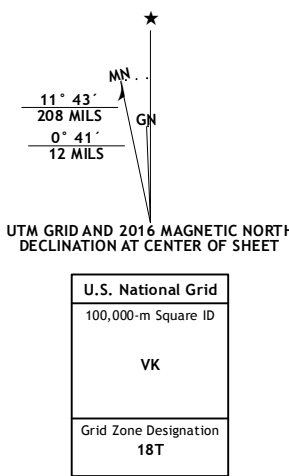 ★
MN
11° 43´
208 MILS
GN
0° 41´
12 MILS
UTM GRID AND 2016 MAGNETIC NORTH
DECLINATION AT CENTER OF SHEET
U.S. National Grid
100,000-m Square ID
VK
Grid Zone Designation
18T